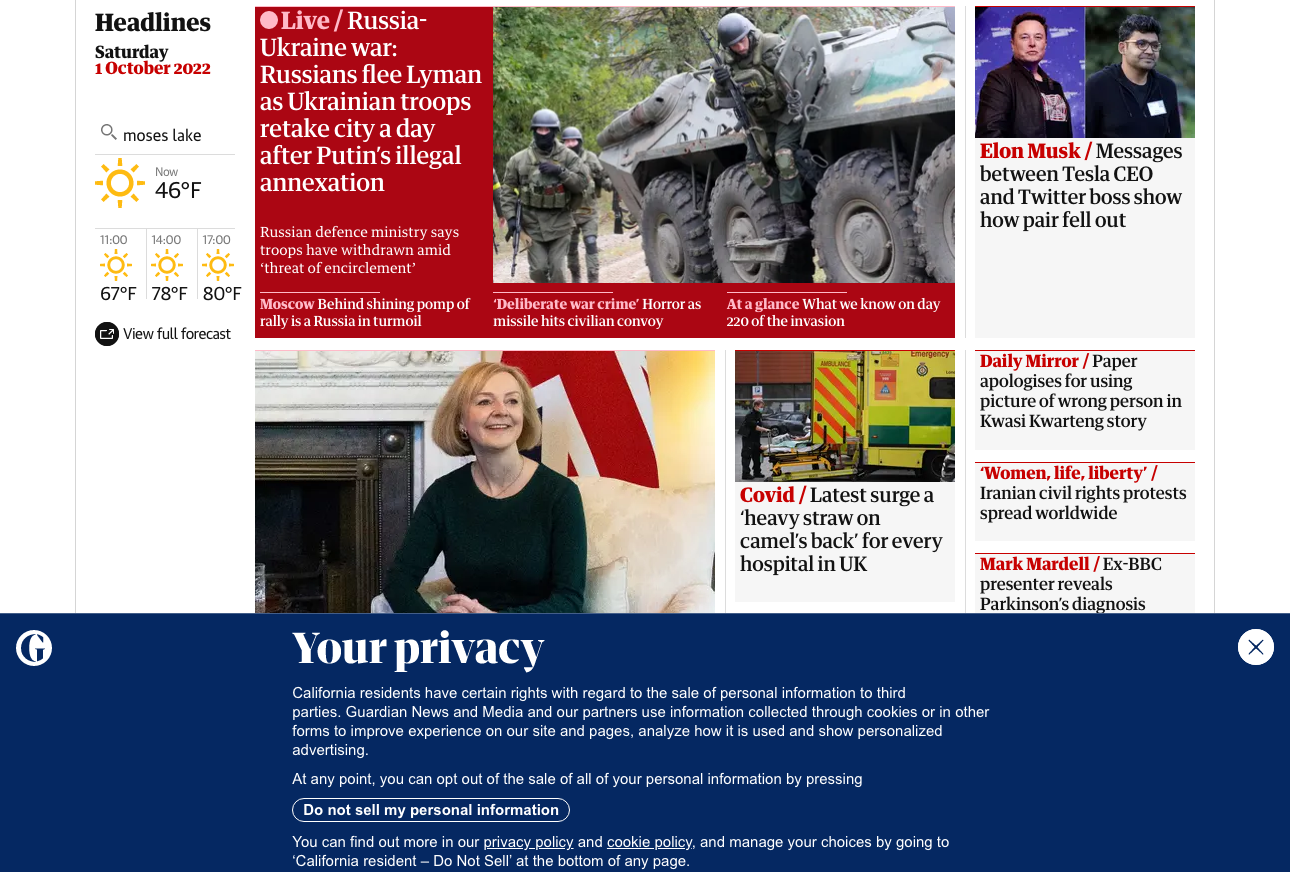 Headlines
Saturday
1 October 2022
moses lake
Now
46°F
11:00
14:00
17:00
67°F
78°F
80°F
View full forecast
Live / Russia-
Ukraine war:
Russians flee Lyman
as Ukrainian troops
retake city a day
after Putin’s illegal
annexation
Russian defence ministry says
troops have withdrawn amid
‘threat of encirclement’
Moscow Behind shining pomp of
rally is a Russia in turmoil
‘Deliberate war crime’ Horror as
missile hits civilian convoy
At a glance What we know on day
220 of the invasion
Elon Musk / Messages
between Tesla CEO
and Twitter boss show
how pair fell out
AMBULANCE
Emergency
Covid / Latest surge a
‘heavy straw on
camel’s back’ for every
hospital in UK
Daily Mirror / Paper
apologises for using
picture of wrong person in
Kwasi Kwarteng story
‘Women, life, liberty’ /
Iranian civil rights protests
spread worldwide
Mark Mardell / Ex-BBC
presenter reveals
Parkinson’s diagnosis
G
Your privacy
California residents have certain rights with regard to the sale of personal information to third
parties. Guardian News and Media and our partners use information collected through cookies or in other
forms to improve experience on our site and pages, analyze how it is used and show personalized
advertising.
At any point, you can opt out of the sale of all of your personal information by pressing
Do not sell my personal information
You can find out more in our privacy policy and cookie policy, and manage your choices by going to
‘California resident – Do Not Sell’ at the bottom of any page.